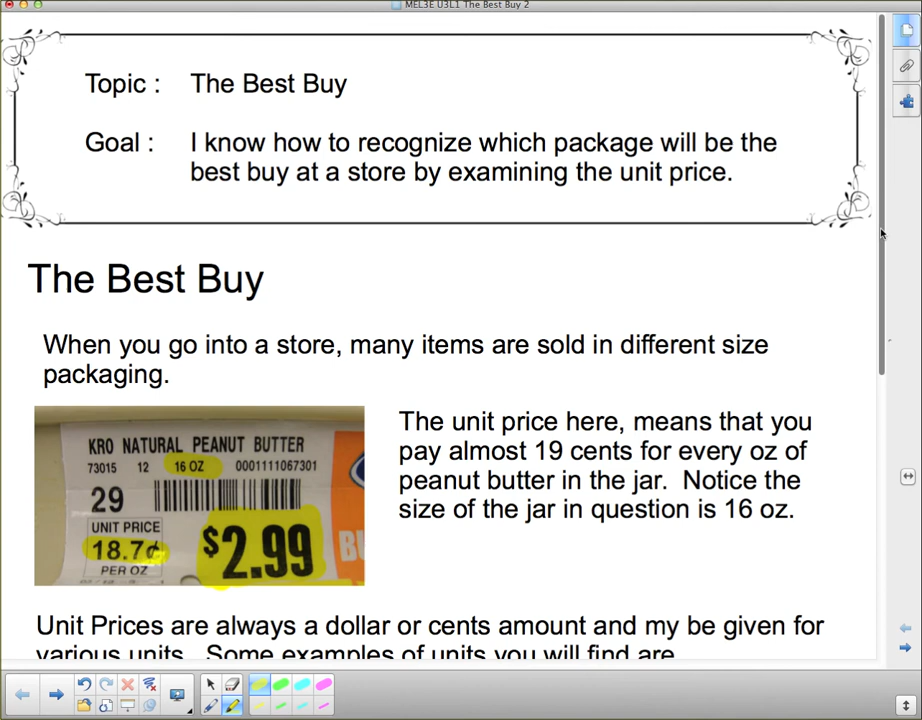 MEL3E U3L1 The Best Buy 2
Topic : The Best Buy
Goal : I know how to recognize which package will be the
best buy at a store by examining the unit price.
The Best Buy
When you go into a store, many items are sold in different size
packaging.
KRO NATURAL PEANUT BUTTER
73015 12 16 OZ 0001111067301
29
UNIT PRICE
18.7¢
PER OZ
$2.99
BU
The unit price here, means that you
pay almost 19 cents for every oz of
peanut butter in the jar. Notice the
size of the jar in question is 16 oz.
Unit Prices are always a dollar or cents amount and my be given for
various units. Some examples of units you will find are